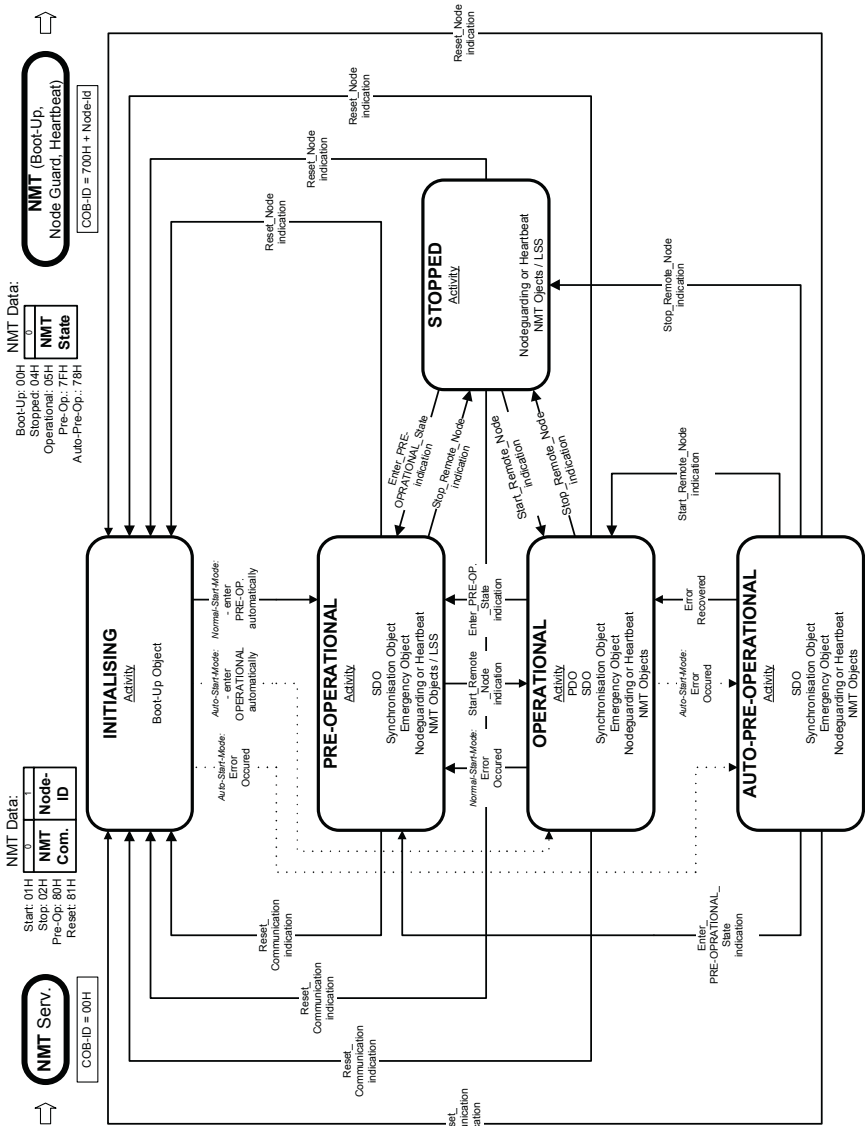 NMT Serv.
COB-ID = 00H
NMT Data:
Start: 01H
Stop: 02H
Pre-Op: 80H
Reset: 81H
0 1
NMT Node-
Com. ID
NMT Data:
Boot-Up: 00H
Stopped: 04H
Operational: 05H
Pre-Op.: 7FH
Auto-Pre-Op.: 78H
0
NMT
State
NMT (Boot-Up,
Node Guard, Heartbeat)
COB-ID = 700H + Node-Id
INITIALISING
Activity
Boot-Up Object
Auto-Start-Mode:
Error
Occured
Auto-Start-Mode:
- enter
OPERATIONAL
automatically
Normal-Start-Mode:
- enter
PRE-OP.
automatically
Reset_
Communication
indication
Reset_
Communication
indication
Reset_
Communication
indication
Reset_Node
indication
Reset_Node
indication
Reset_Node
indication
Reset_Node
indication
PRE-OPERATIONAL
Activity
SDO
Synchronisation Object
Emergency Object
Nodeguarding or Heartbeat
NMT Objects / LSS
Enter_PRE-
OPRATIONAL_State
indication
Stop_Remote_Node
indication
Start_Remote_Node
indication
Stop_Remote_Node
indication
STOPPED
Activity
Nodeguarding or Heartbeat
NMT Ojects / LSS
Normal-Start-Mode:
Error
Occured
Start_Remote
_Node
indication
Enter_PRE-OP.
State
indication
OPERATIONAL
Activity
PDO
SDO
Synchronisation Object
Emergency Object
Nodeguarding or Heartbeat
NMT Objects
Auto-Start-Mode:
Error
Occured
Error
Recovered
Start_Remote_Node
indication
Stop_Remote_Node
indication
Enter_
PRE-OPRATIONAL_
State
indication
AUTO-PRE-OPERATIONAL
Activity
SDO
Synchronisation Object
Emergency Object
Nodeguarding or Heartbeat
NMT Objects